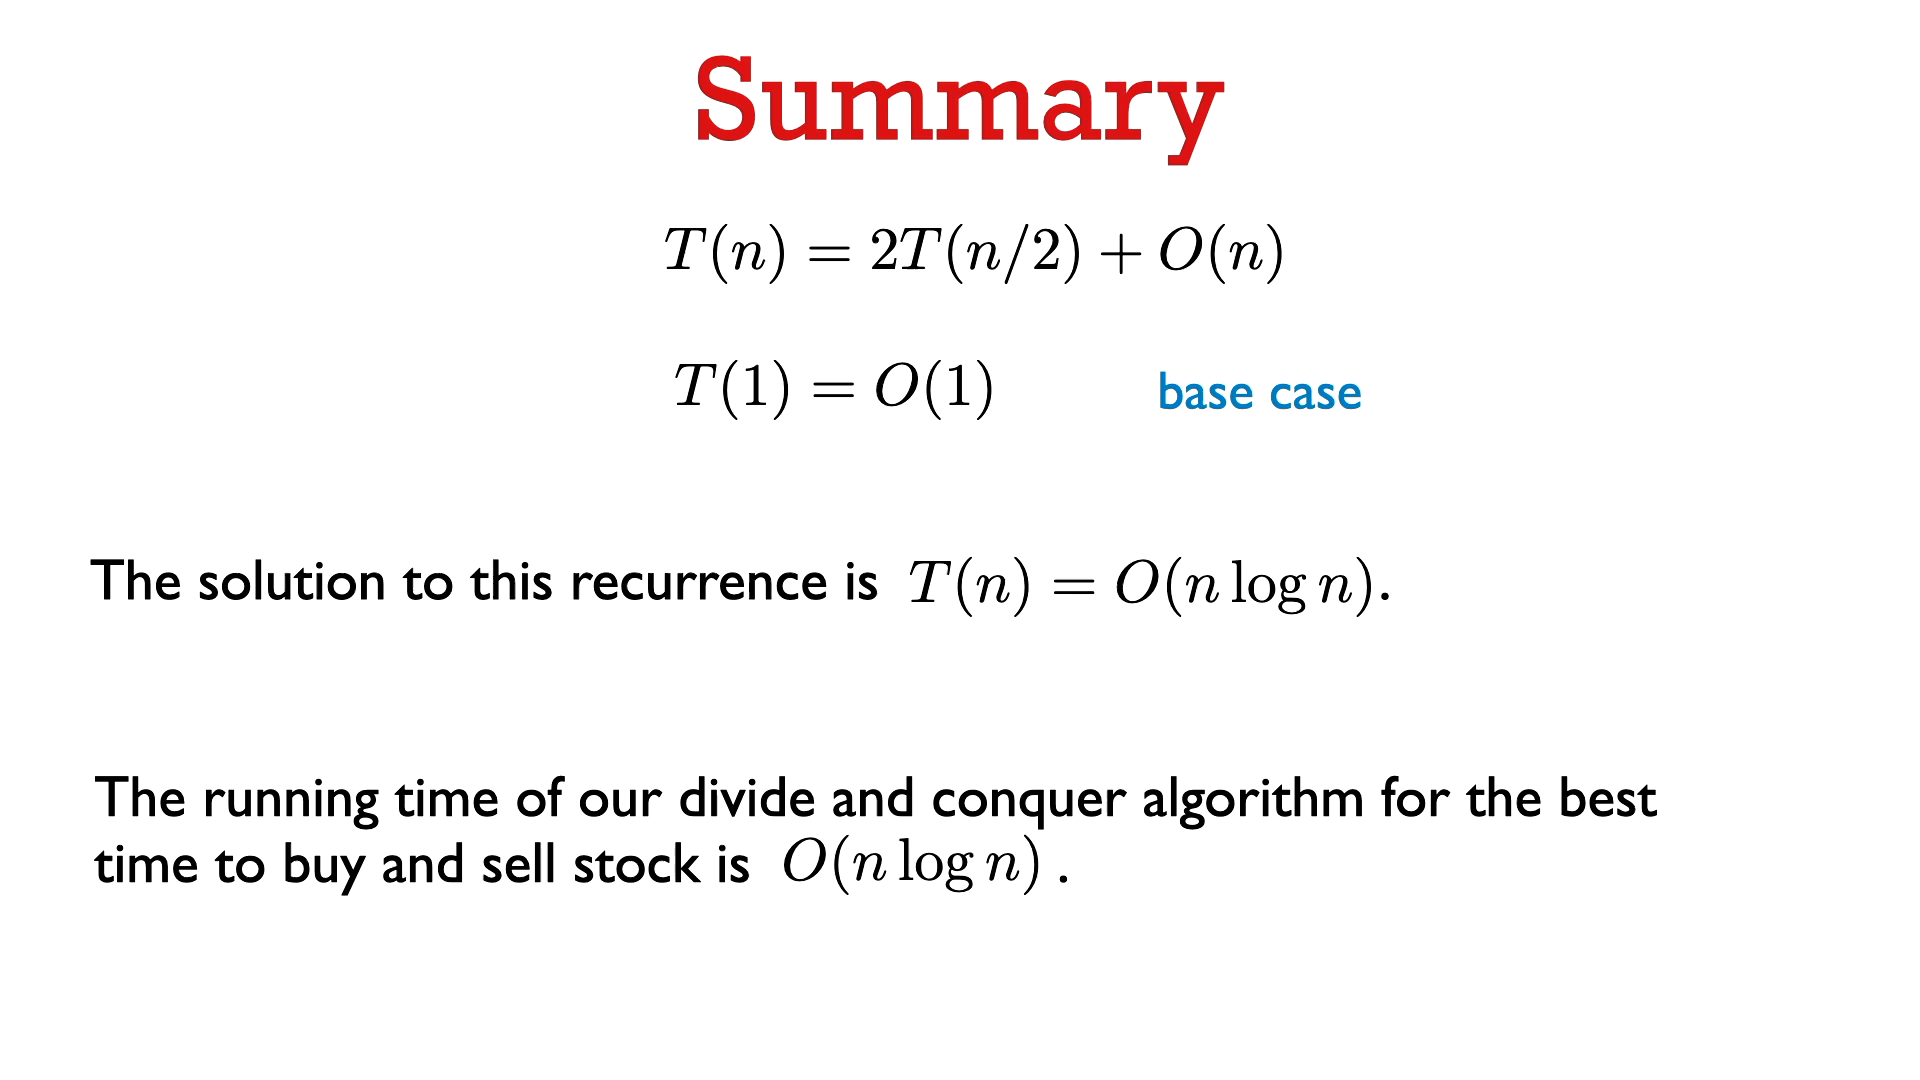 Summary
T(n) = 2T(n/2) + O(n)
T(1) = O(1) base case
The solution to this recurrence is T(n) = O(n log n).
The running time of our divide and conquer algorithm for the best
time to buy and sell stock is O(n log n) .